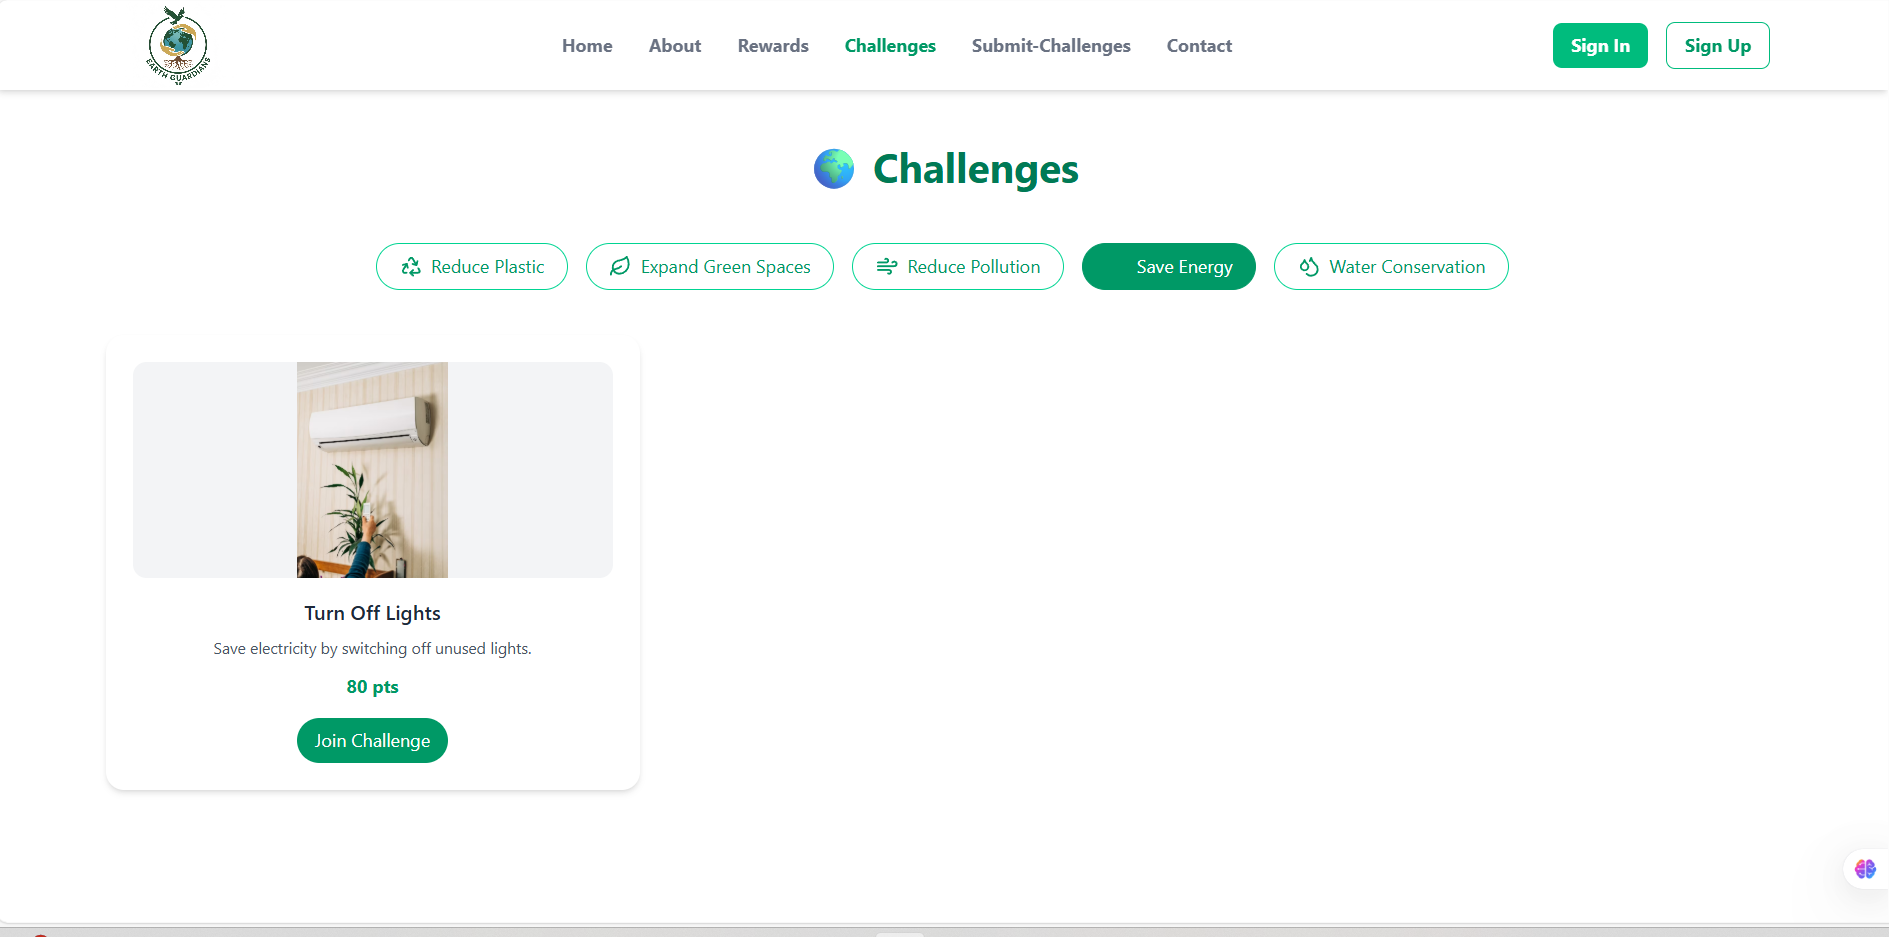 EARTH GUARDIANS
Home About Rewards Challenges Submit-Challenges Contact Sign In Sign Up
Challenges
Reduce Plastic Expand Green Spaces Reduce Pollution Save Energy Water Conservation
Turn Off Lights
Save electricity by switching off unused lights.
80 pts
Join Challenge